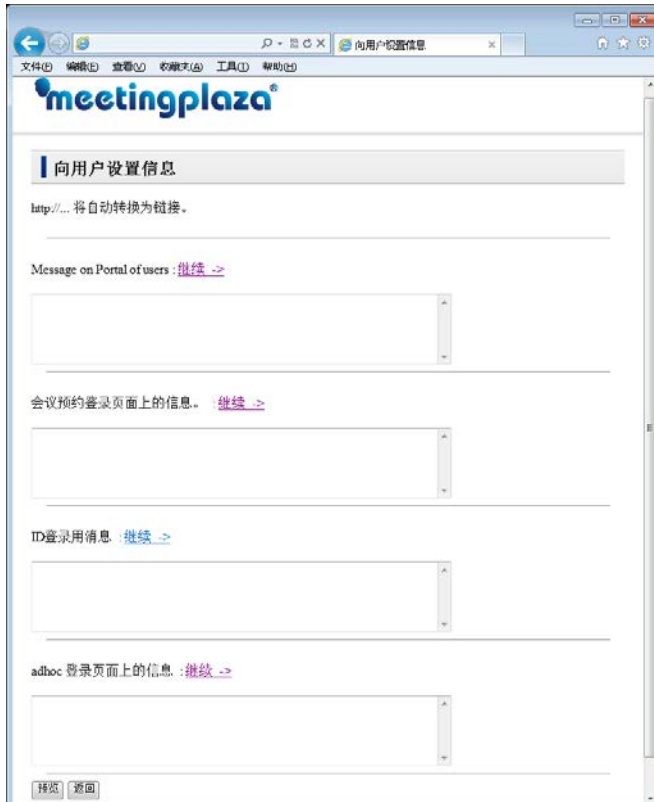 向用户设置信息
文件(F) 编辑(E) 查看(V) 收藏夹(A) 工具(T) 帮助(H)
meetingplaza®
向用户设置信息
http://... 将自动转换为链接。
Message on Portal of users : 继续 ->
会议预约登录页面上的信息。 : 继续 ->
ID登录用消息 : 继续 ->
adhoc 登录页面上的信息 : 继续 ->
预览 返回